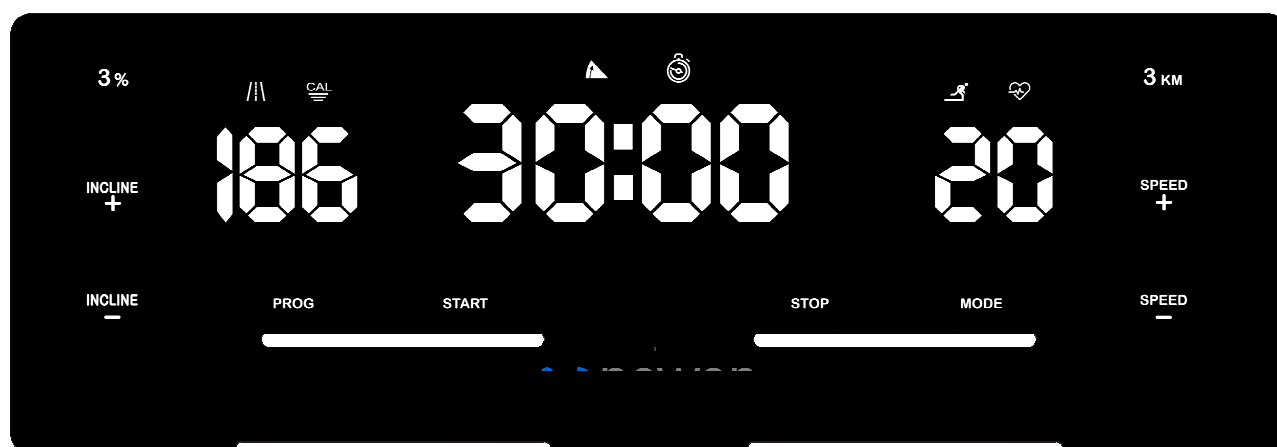 3 %
3 KM
CAL
186
30:00
20
INCLINE
+
SPEED
+
PROG
START
STOP
MODE
INCLINE
−
SPEED
−